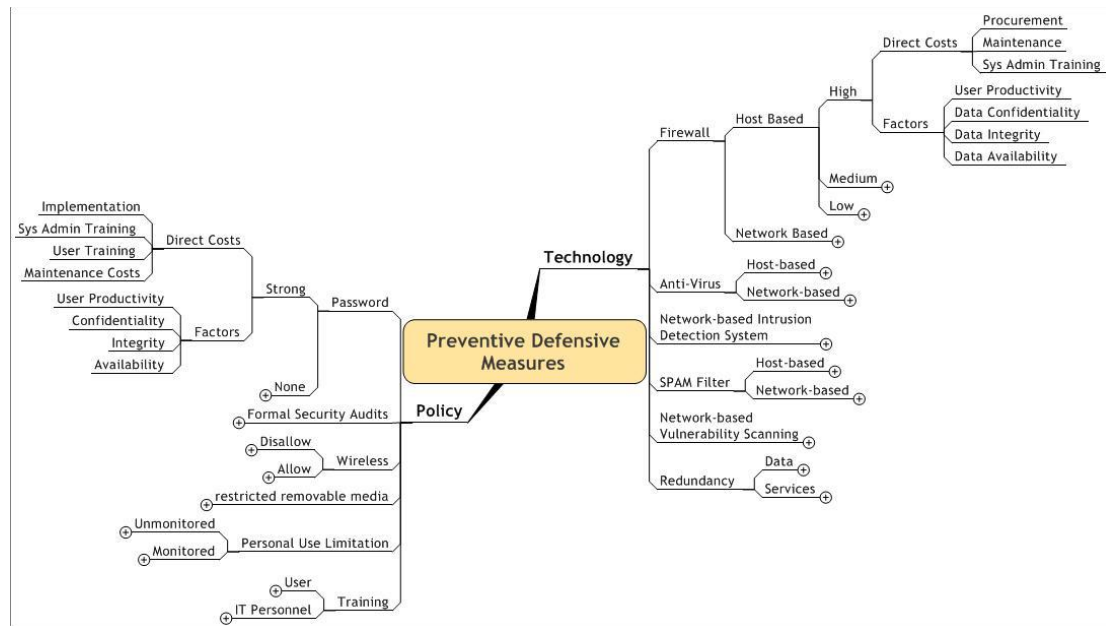 Preventive Defensive
Measures
Technology
Firewall
Host Based
High
Direct Costs
Procurement
Maintenance
Sys Admin Training
Factors
User Productivity
Data Confidentiality
Data Integrity
Data Availability
Medium
Low
Network Based
Anti-Virus
Host-based
Network-based
Network-based Intrusion
Detection System
SPAM Filter
Host-based
Network-based
Network-based
Vulnerability Scanning
Redundancy
Data
Services
Policy
Password
Strong
Direct Costs
Implementation
Sys Admin Training
User Training
Maintenance Costs
Factors
User Productivity
Confidentiality
Integrity
Availability
None
Formal Security Audits
Wireless
Disallow
Allow
restricted removable media
Personal Use Limitation
Unmonitored
Monitored
Training
User
IT Personnel